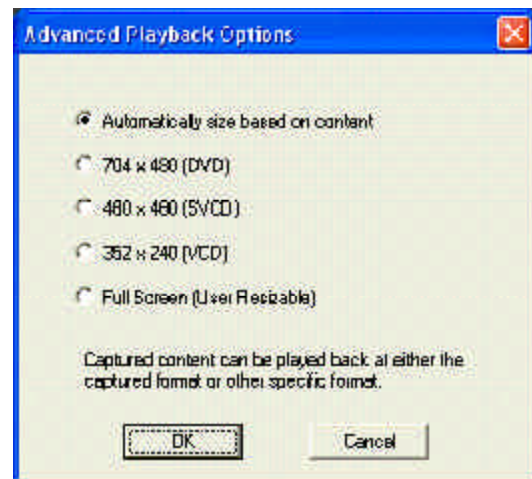 Advanced Playback Options
Automatically size based on content
704 x 480 (DVD)
480 x 480 (SVCD)
352 x 240 (VCD)
Full Screen (User Resizable)
Captured content can be played back at either the
captured format or other specific format.
OK
Cancel